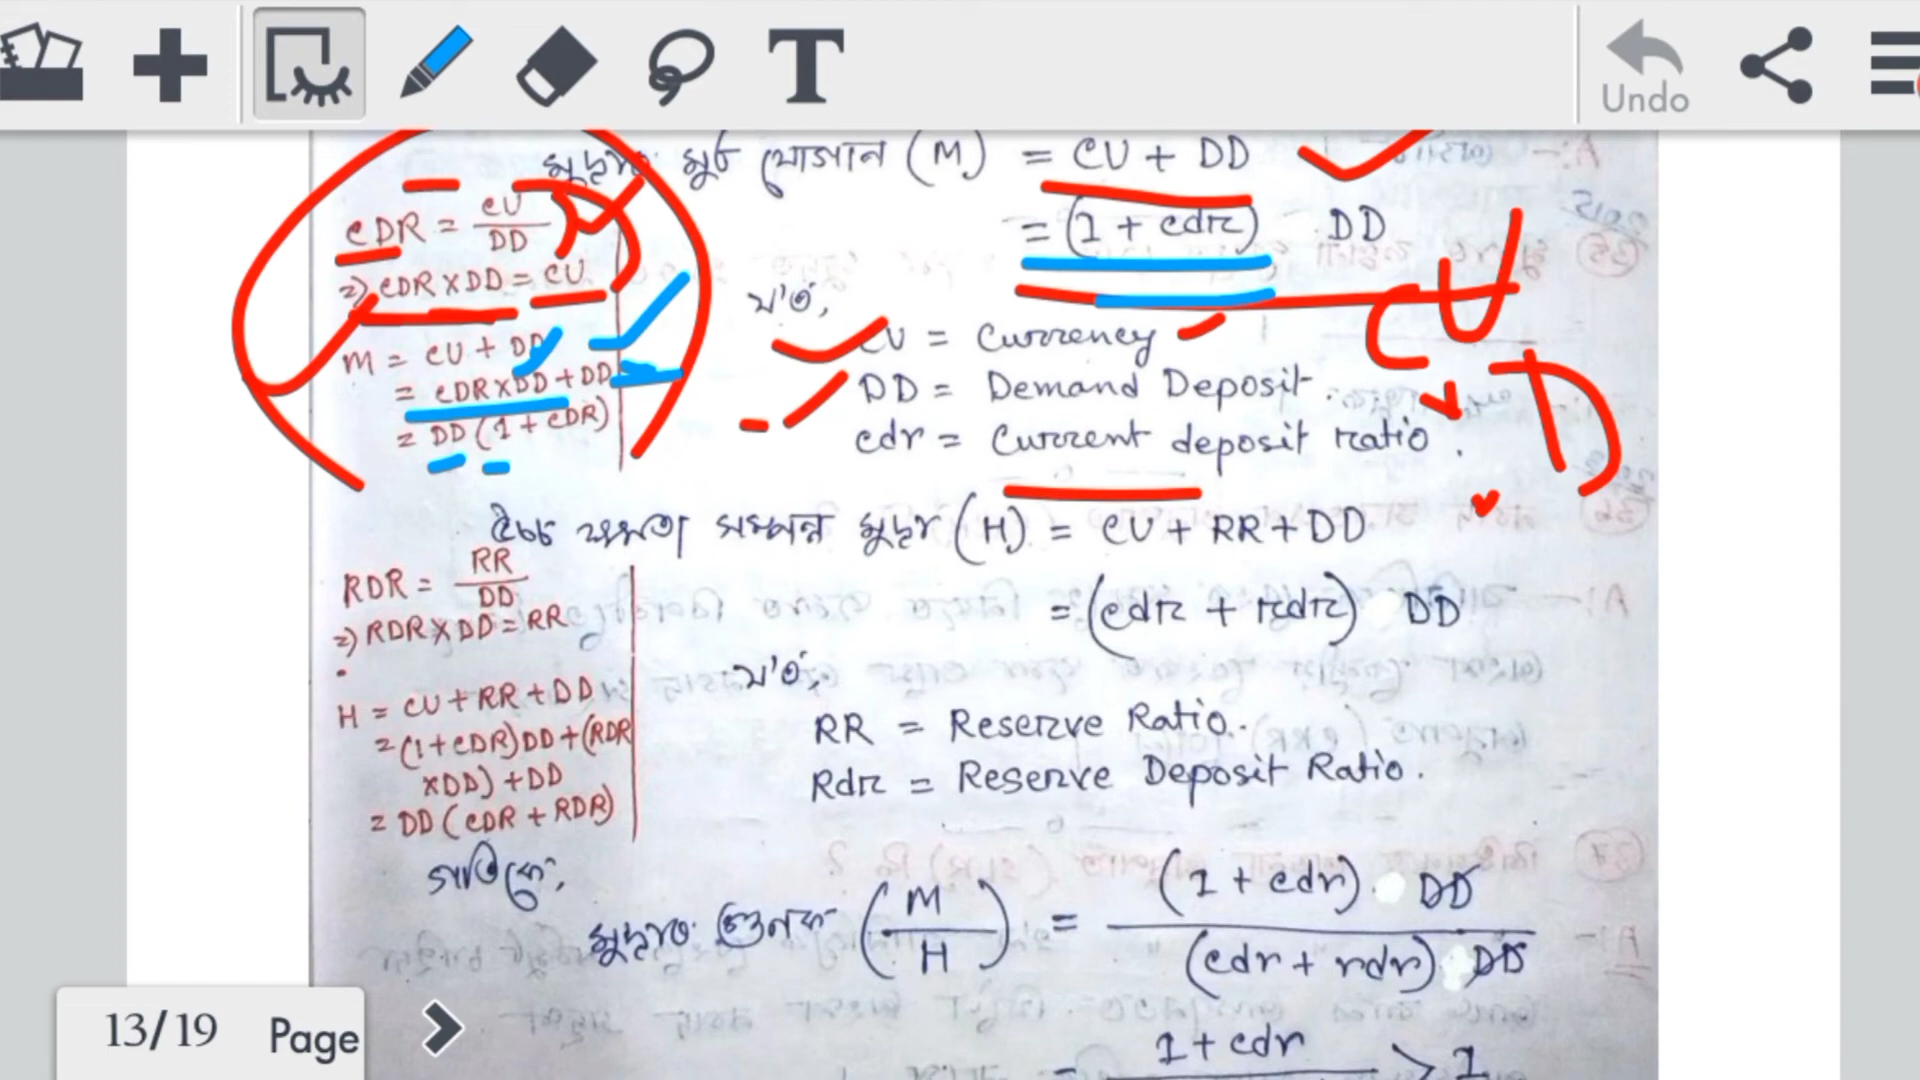 Undo
মুদ্ৰাৰ মুঠ যোগান (M) = CU + DD
= (1 + cdr) DD
CDR = CU / DD
=) CDR X DD = CU
M = CU + DD
= CDR X DD + DD
= DD (1 + CDR)
য'ত,
CU = Currency
DD = Demand Deposit.
cdr = Current deposit ratio.
CU
D
উচ্চ ক্ষমতা সম্পন্ন মুদ্ৰা (H) = CU + RR + DD
= (cdr + rdr) DD
RDR = RR / DD
=) RDR X DD = RR
H = CU + RR + DD
= (1 + CDR) DD + (RDR
X DD) + DD
= DD (CDR + RDR)
য'ত,
RR = Reserve Ratio.
Rdr = Reserve Deposit Ratio.
গতিকে,
মুদ্ৰাৰ গুণক (M / H) = (1 + cdr) . DD / (cdr + rdr) DD
= 1 + cdr > 1
13/19 Page